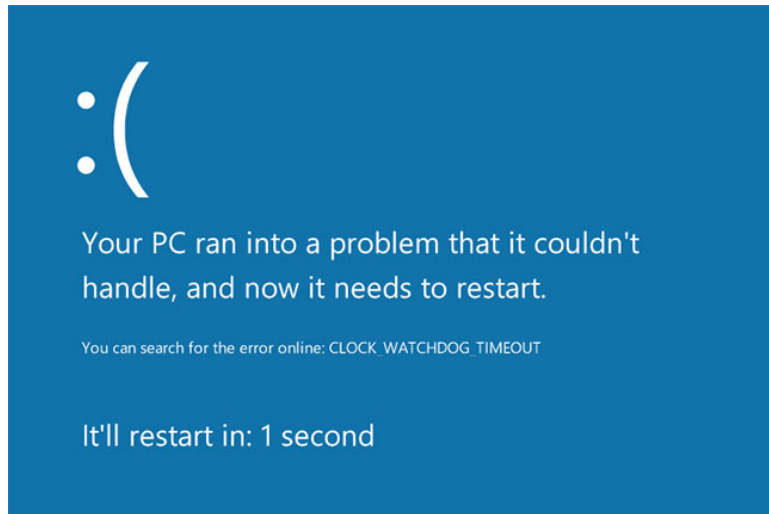 :(
Your PC ran into a problem that it couldn't
handle, and now it needs to restart.
You can search for the error online: CLOCK_WATCHDOG_TIMEOUT
It'll restart in: 1 second